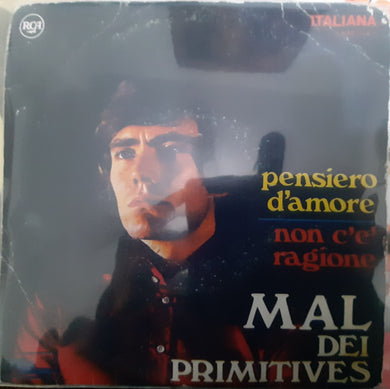 RCA
ITALIANA
pensiero
d'amore
non c'e'
ragione
MAL
DEI
PRIMITIVES